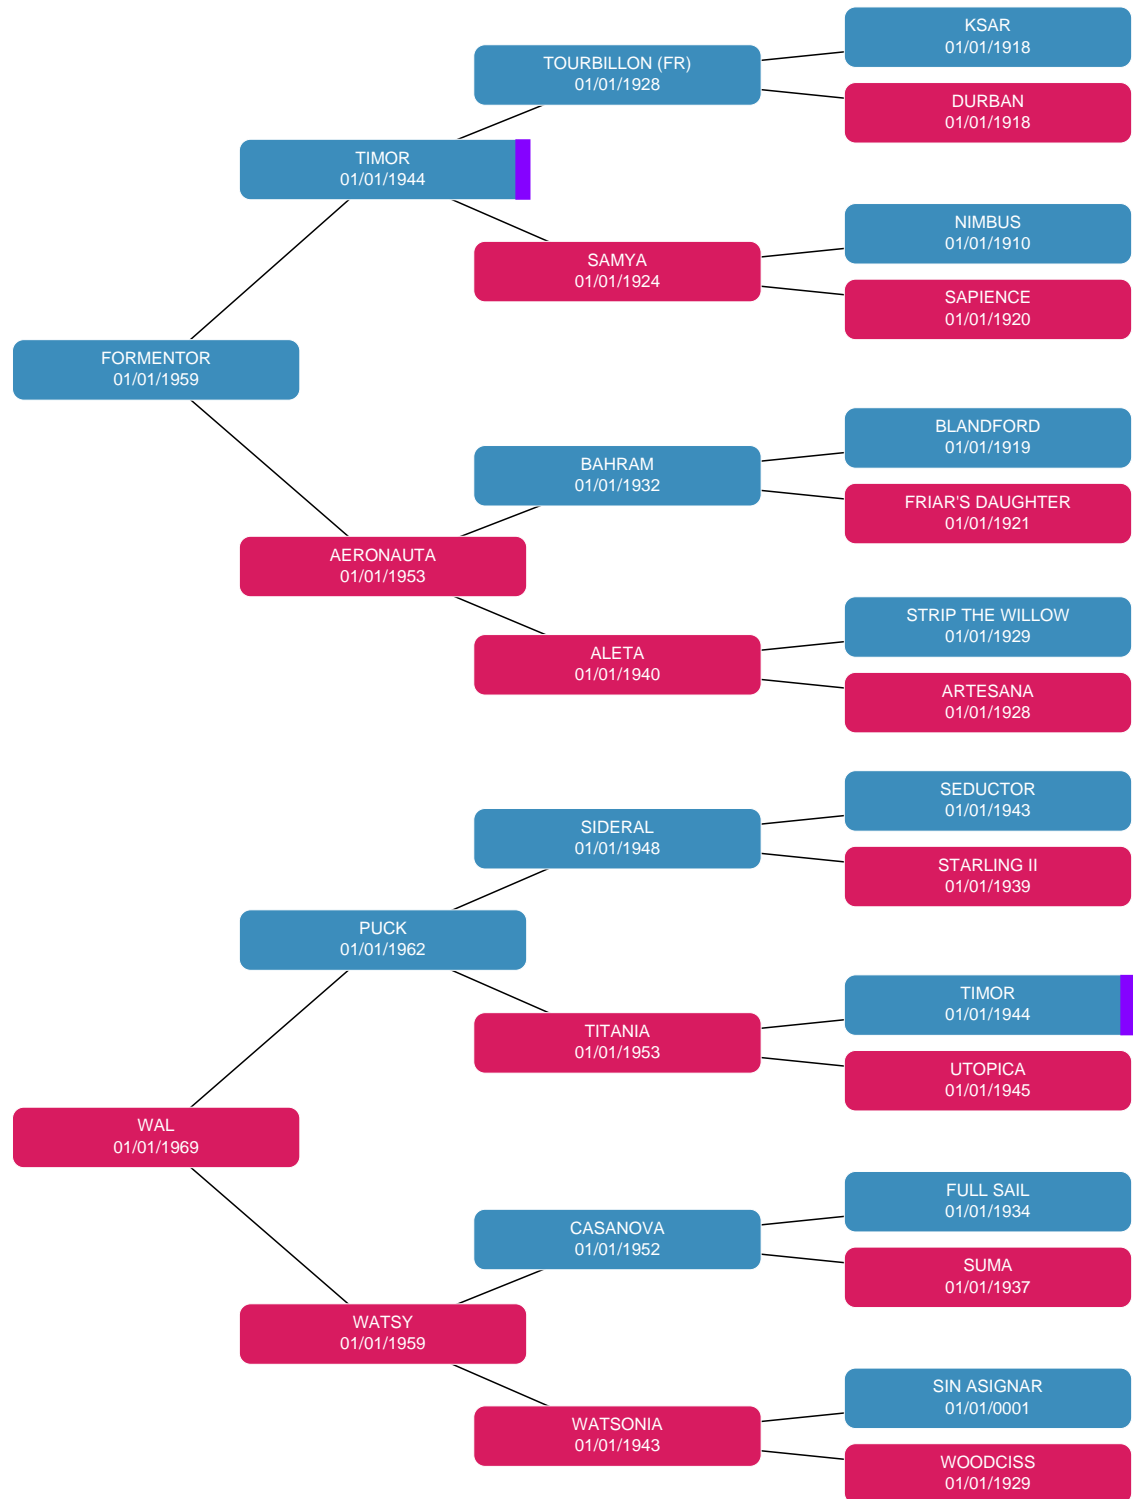 KSAR
01/01/1918
TOURBILLON (FR)
01/01/1928
DURBAN
01/01/1918
TIMOR
01/01/1944
NIMBUS
01/01/1910
SAMYA
01/01/1924
SAPIENCE
01/01/1920
FORMENTOR
01/01/1959
BLANDFORD
01/01/1919
BAHRAM
01/01/1932
FRIAR'S DAUGHTER
01/01/1921
AERONAUTA
01/01/1953
STRIP THE WILLOW
01/01/1929
ALETA
01/01/1940
ARTESANA
01/01/1928
SEDUCTOR
01/01/1943
SIDERAL
01/01/1948
STARLING II
01/01/1939
PUCK
01/01/1962
TIMOR
01/01/1944
TITANIA
01/01/1953
UTOPICA
01/01/1945
WAL
01/01/1969
FULL SAIL
01/01/1934
CASANOVA
01/01/1952
SUMA
01/01/1937
WATSY
01/01/1959
SIN ASIGNAR
01/01/0001
WATSONIA
01/01/1943
WOODCISS
01/01/1929